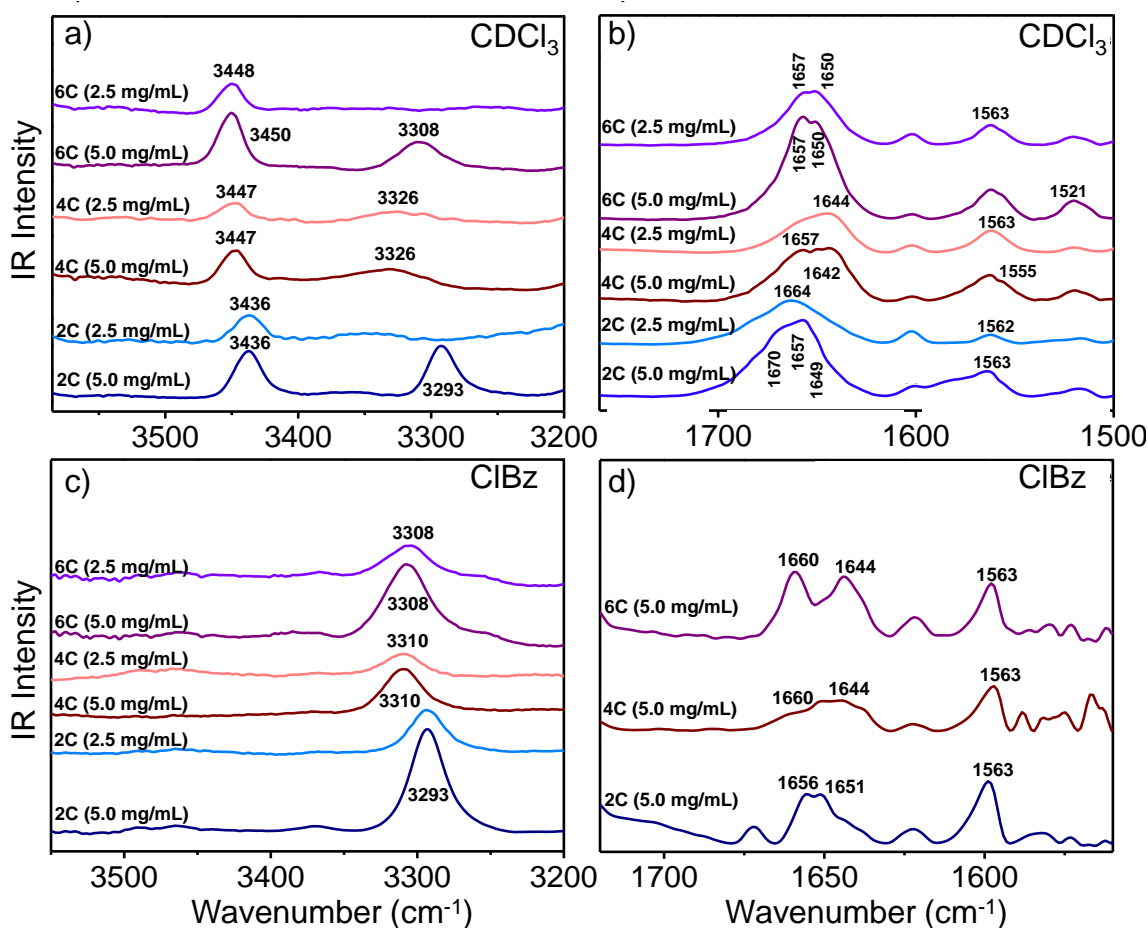 a)
CDCl3
3448
6C (2.5 mg/mL)
3450
3308
6C (5.0 mg/mL)
3447
3326
4C (2.5 mg/mL)
3447
3326
4C (5.0 mg/mL)
3436
2C (2.5 mg/mL)
3436
2C (5.0 mg/mL)
3293
IR Intensity
3500
3400
3300
3200
b)
CDCl3
1657
1650
6C (2.5 mg/mL)
1563
1657
1650
6C (5.0 mg/mL)
1521
1644
4C (2.5 mg/mL)
1563
1657
4C (5.0 mg/mL)
1642
1555
1664
2C (2.5 mg/mL)
1562
1670
1657
1649
2C (5.0 mg/mL)
1563
1700
1600
1500
c)
ClBz
3308
6C (2.5 mg/mL)
3308
6C (5.0 mg/mL)
3310
4C (2.5 mg/mL)
3310
4C (5.0 mg/mL)
2C (2.5 mg/mL)
3293
2C (5.0 mg/mL)
IR Intensity
3500
3400
3300
3200
Wavenumber (cm-1)
d)
ClBz
1660
1644
1563
6C (5.0 mg/mL)
1660
1644
1563
4C (5.0 mg/mL)
1656
1651
1563
2C (5.0 mg/mL)
1700
1650
1600
Wavenumber (cm-1)